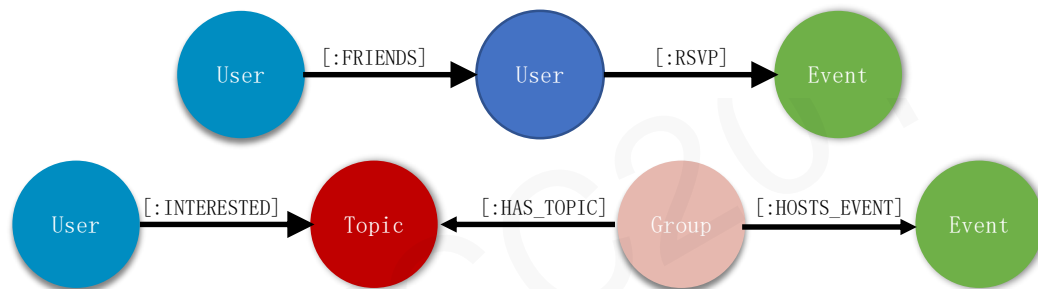 [:FRIENDS] [:RSVP]
User User Event
[:INTERESTED] [:HAS_TOPIC] [:HOSTS_EVENT]
User Topic Group Event